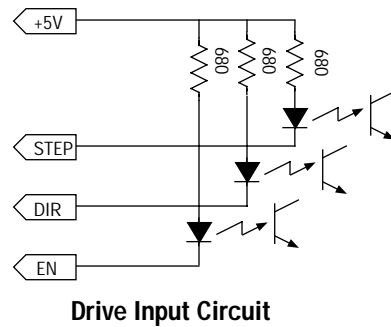 +5V
680
680
680
STEP
DIR
EN
Drive Input Circuit